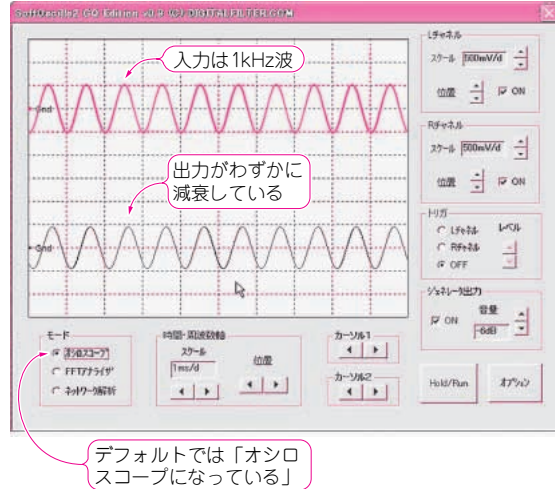 SoftOscillo2 CQ Edition
入力は1kHz波
Gnd
出力がわずかに
減衰している
Gnd
Lチャネル
スケール 500mV/d
位置 ON
Rチャネル
スケール 500mV/d
位置 ON
トリガ
Lチャネル レベル
Rチャネル
OFF
ジェネレータ出力
ON 音量
-6dB
モード
オシロスコープ
FFTアナライザ
ネットワーク解析
時間・周波数軸
スケール 位置
1ms/d
カーソル1
カーソル2
Hold/Run オプション
デフォルトでは「オシロ
スコープになっている」